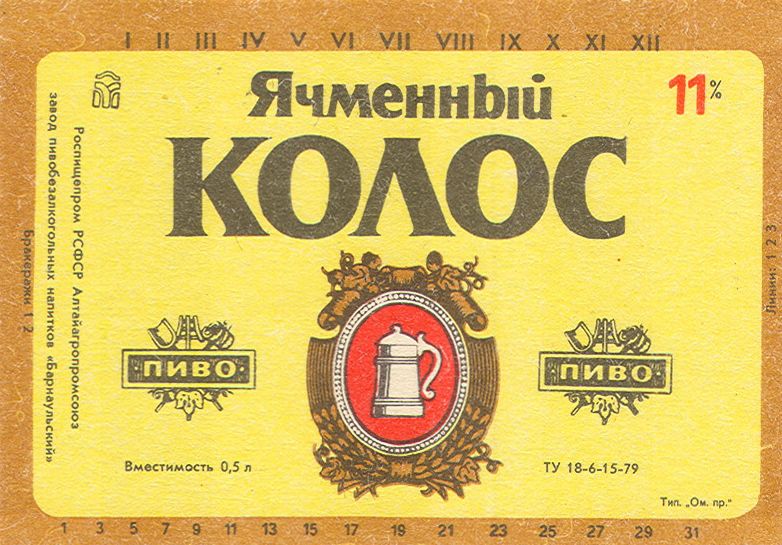 I II III IV V VI VII VIII IX X XI XII
Ячменный
11%
КОЛОС
Роспищепром РСФСР Алтайагропромсоюз
завод пивобезалкогольных напитков «Барнаульский»
Бракеражи 1 2
Линии: 1 2 3
ПИВО
ПИВО
Вместимость 0,5 л
ТУ 18-6-15-79
Тип. „Ом. пр."
1 3 5 7 9 11 13 15 17 19 21 23 25 27 29 31